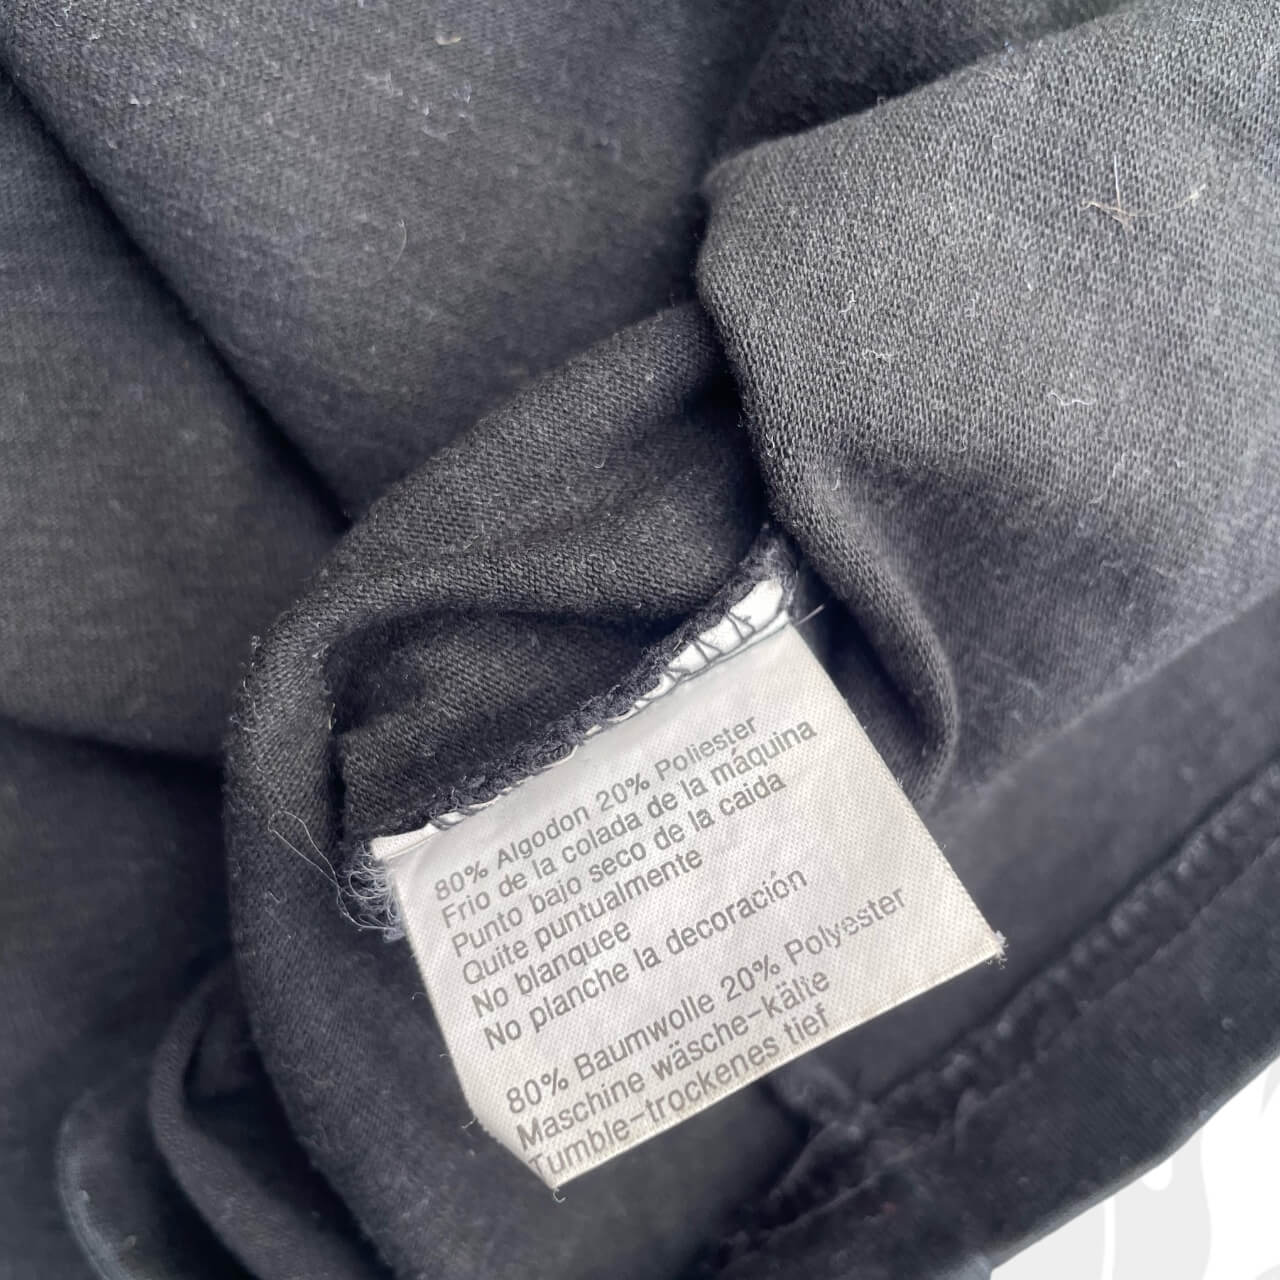 80% Algodon 20% Poliester
Frio de la colada de la máquina
Punto bajo seco de la caida
Quite puntualmente
No blanquee
No planche la decoración
80% Baumwolle 20% Polyester
Maschine wäsche-kälte
Tumble-trockenes tief